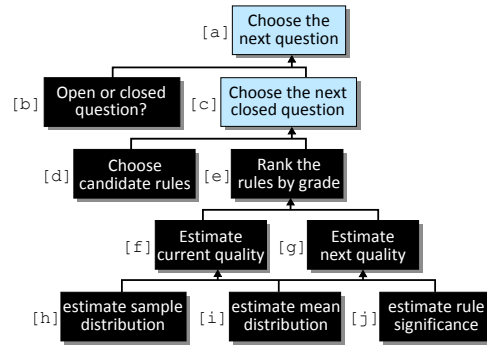 [a] Choose the
next question
[b] Open or closed
question?
[c] Choose the next
closed question
[d] Choose
candidate rules
[e] Rank the
rules by grade
[f] Estimate
current quality
[g] Estimate
next quality
[h] estimate sample
distribution
[i] estimate mean
distribution
[j] estimate rule
significance